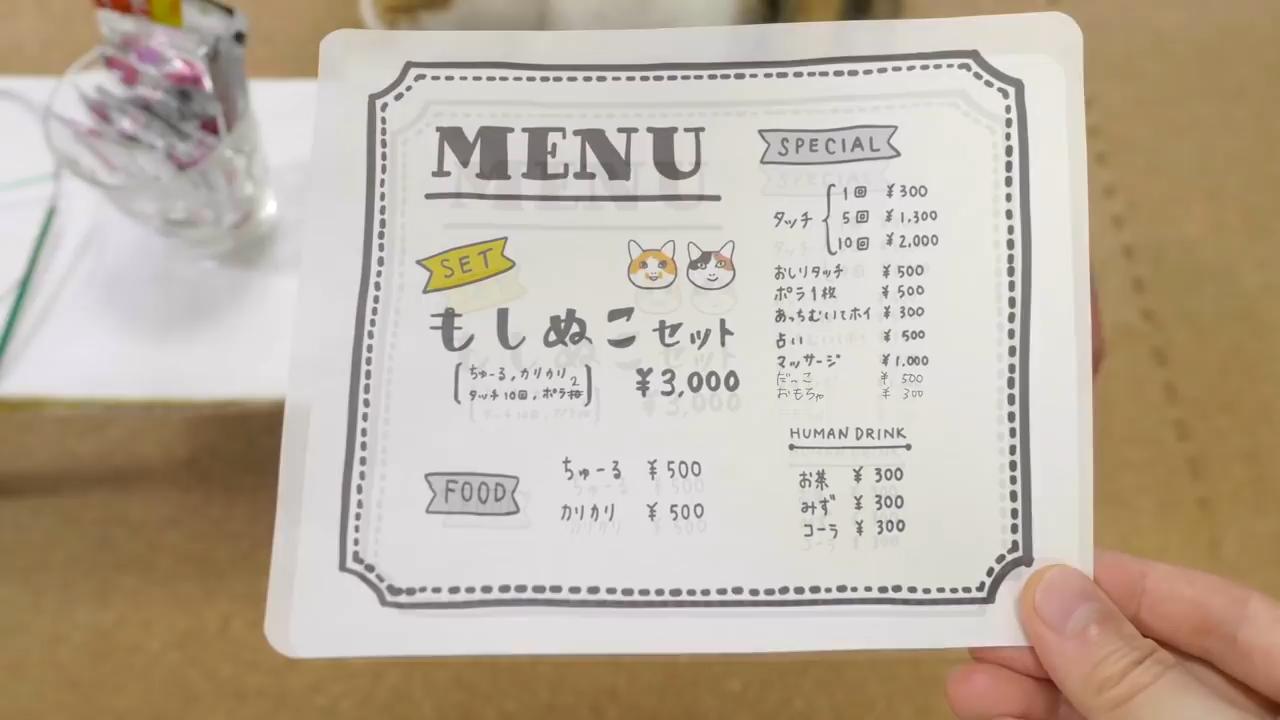 MENU
SET
もしぬこセット
ちゅーる,カリカリ
タッチ10回,ポラ2枚
¥3,000
FOOD
ちゅーる ¥500
カリカリ ¥500
SPECIAL
タッチ
1回 ¥300
5回 ¥1,300
10回 ¥2,000
おしりタッチ ¥500
ポラ1枚 ¥500
あっちむいてホイ ¥300
占い ¥500
マッサージ ¥1,000
だっこ ¥500
おもちゃ ¥300
HUMAN DRINK
お茶 ¥300
みず ¥300
コーラ ¥300